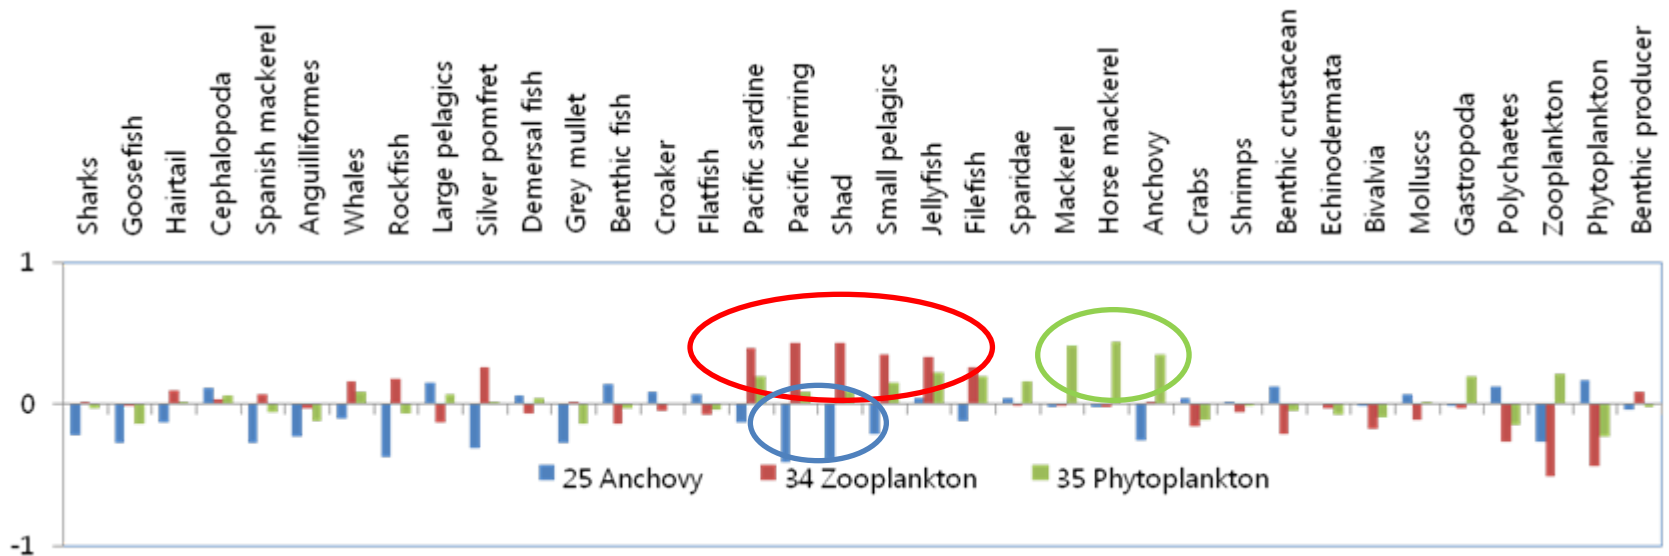 Sharks
Goosefish
Hairtail
Cephalopoda
Spanish mackerel
Anguilliformes
Whales
Rockfish
Large pelagics
Silver pomfret
Demersal fish
Grey mullet
Benthic fish
Croaker
Flatfish
Pacific sardine
Pacific herring
Shad
Small pelagics
Jellyfish
Filefish
Sparidae
Mackerel
Horse mackerel
Anchovy
Crabs
Shrimps
Benthic crustacean
Echinodermata
Bivalvia
Molluscs
Gastropoda
Polychaetes
Zooplankton
Phytoplankton
Benthic producer
1
0
-1
25 Anchovy
34 Zooplankton
35 Phytoplankton